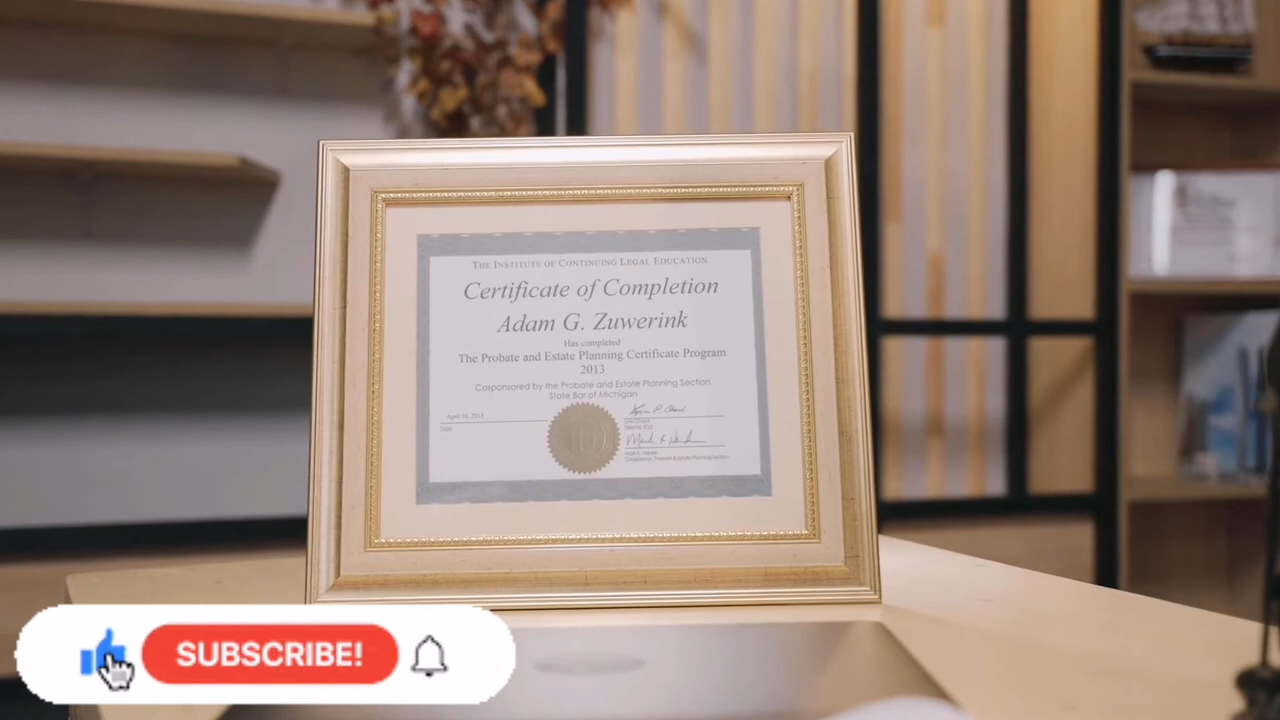 THE INSTITUTE OF CONTINUING LEGAL EDUCATION
Certificate of Completion
Adam G. Zuwerink
Has completed
The Probate and Estate Planning Certificate Program
2013
Cosponsored by the Probate and Estate Planning Section
State Bar of Michigan
Date
SUBSCRIBE!